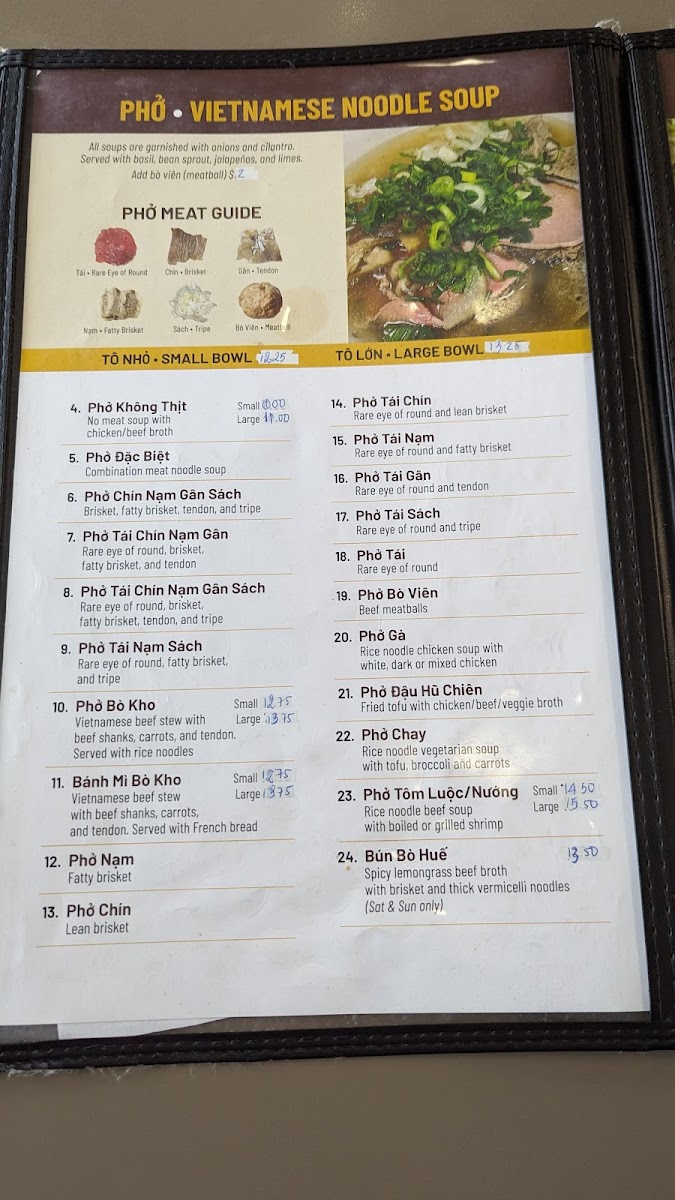 PHỞ • VIETNAMESE NOODLE SOUP
All soups are garnished with onions and cilantro.
Served with basil, bean sprout, jalapeños, and limes.
Add bò viên (meatball) $ 2
PHỞ MEAT GUIDE
Tái • Rare Eye of Round
Chín • Brisket
Gân • Tendon
Nạm • Fatty Brisket
Sách • Tripe
Bò Viên •
TÔ NHỎ • SMALL BOWL 12.25
TÔ LỚN • LARGE BOWL 13.25
4. Phở Không Thịt Small
No meat soup with Large 11.00
chicken/beef broth
5. Phở Đặc Biệt
Combination meat noodle soup
6. Phở Chín Nạm Gân Sách
Brisket, fatty brisket, tendon, and tripe
7. Phở Tái Chín Nạm Gân
Rare eye of round, brisket,
fatty brisket, and tendon
8. Phở Tái Chín Nạm Gân Sách
Rare eye of round, brisket,
fatty brisket, tendon, and tripe
9. Phở Tái Nạm Sách
Rare eye of round, fatty brisket,
and tripe
10. Phở Bò Kho Small 12.75
Vietnamese beef stew with Large 13.75
beef shanks, carrots, and tendon.
Served with rice noodles
11. Bánh Mì Bò Kho Small 12.75
Vietnamese beef stew Large 13.75
with beef shanks, carrots,
and tendon. Served with French bread
12. Phở Nạm
Fatty brisket
13. Phở Chín
Lean brisket
14. Phở Tái Chín
Rare eye of round and lean brisket
15. Phở Tái Nạm
Rare eye of round and fatty brisket
16. Phở Tái Gân
Rare eye of round and tendon
17. Phở Tái Sách
Rare eye of round and tripe
18. Phở Tái
Rare eye of round
19. Phở Bò Viên
Beef meatballs
20. Phở Gà
Rice noodle chicken soup with
white, dark or mixed chicken
21. Phở Đậu Hũ Chiên
Fried tofu with chicken/beef/veggie broth
22. Phở Chay
Rice noodle vegetarian soup
with tofu, broccoli and carrots
23. Phở Tôm Luộc/Nướng Small 14.50
Rice noodle beef soup Large 15.50
with boiled or grilled shrimp
24. Bún Bò Huế 13.50
Spicy lemongrass beef broth
with brisket and thick vermicelli noodles
(Sat & Sun only)